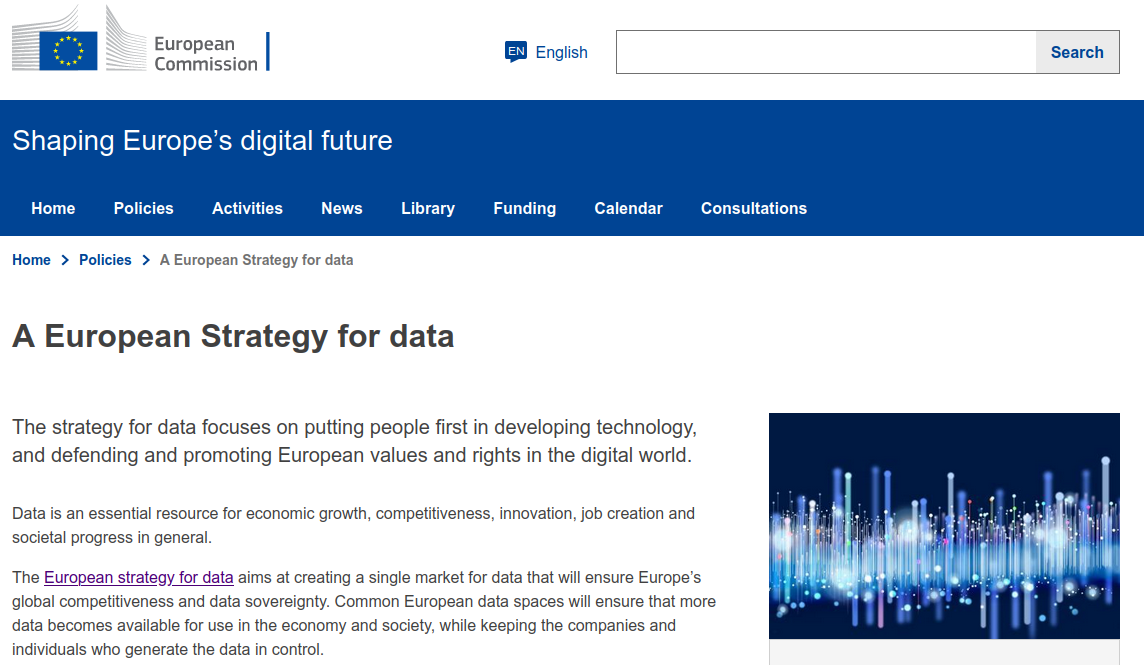 European
Commission
EN English
Search
Shaping Europe’s digital future
Home Policies Activities News Library Funding Calendar Consultations
Home > Policies > A European Strategy for data
A European Strategy for data
The strategy for data focuses on putting people first in developing technology,
and defending and promoting European values and rights in the digital world.
Data is an essential resource for economic growth, competitiveness, innovation, job creation and
societal progress in general.
The European strategy for data aims at creating a single market for data that will ensure Europe’s
global competitiveness and data sovereignty. Common European data spaces will ensure that more
data becomes available for use in the economy and society, while keeping the companies and
individuals who generate the data in control.